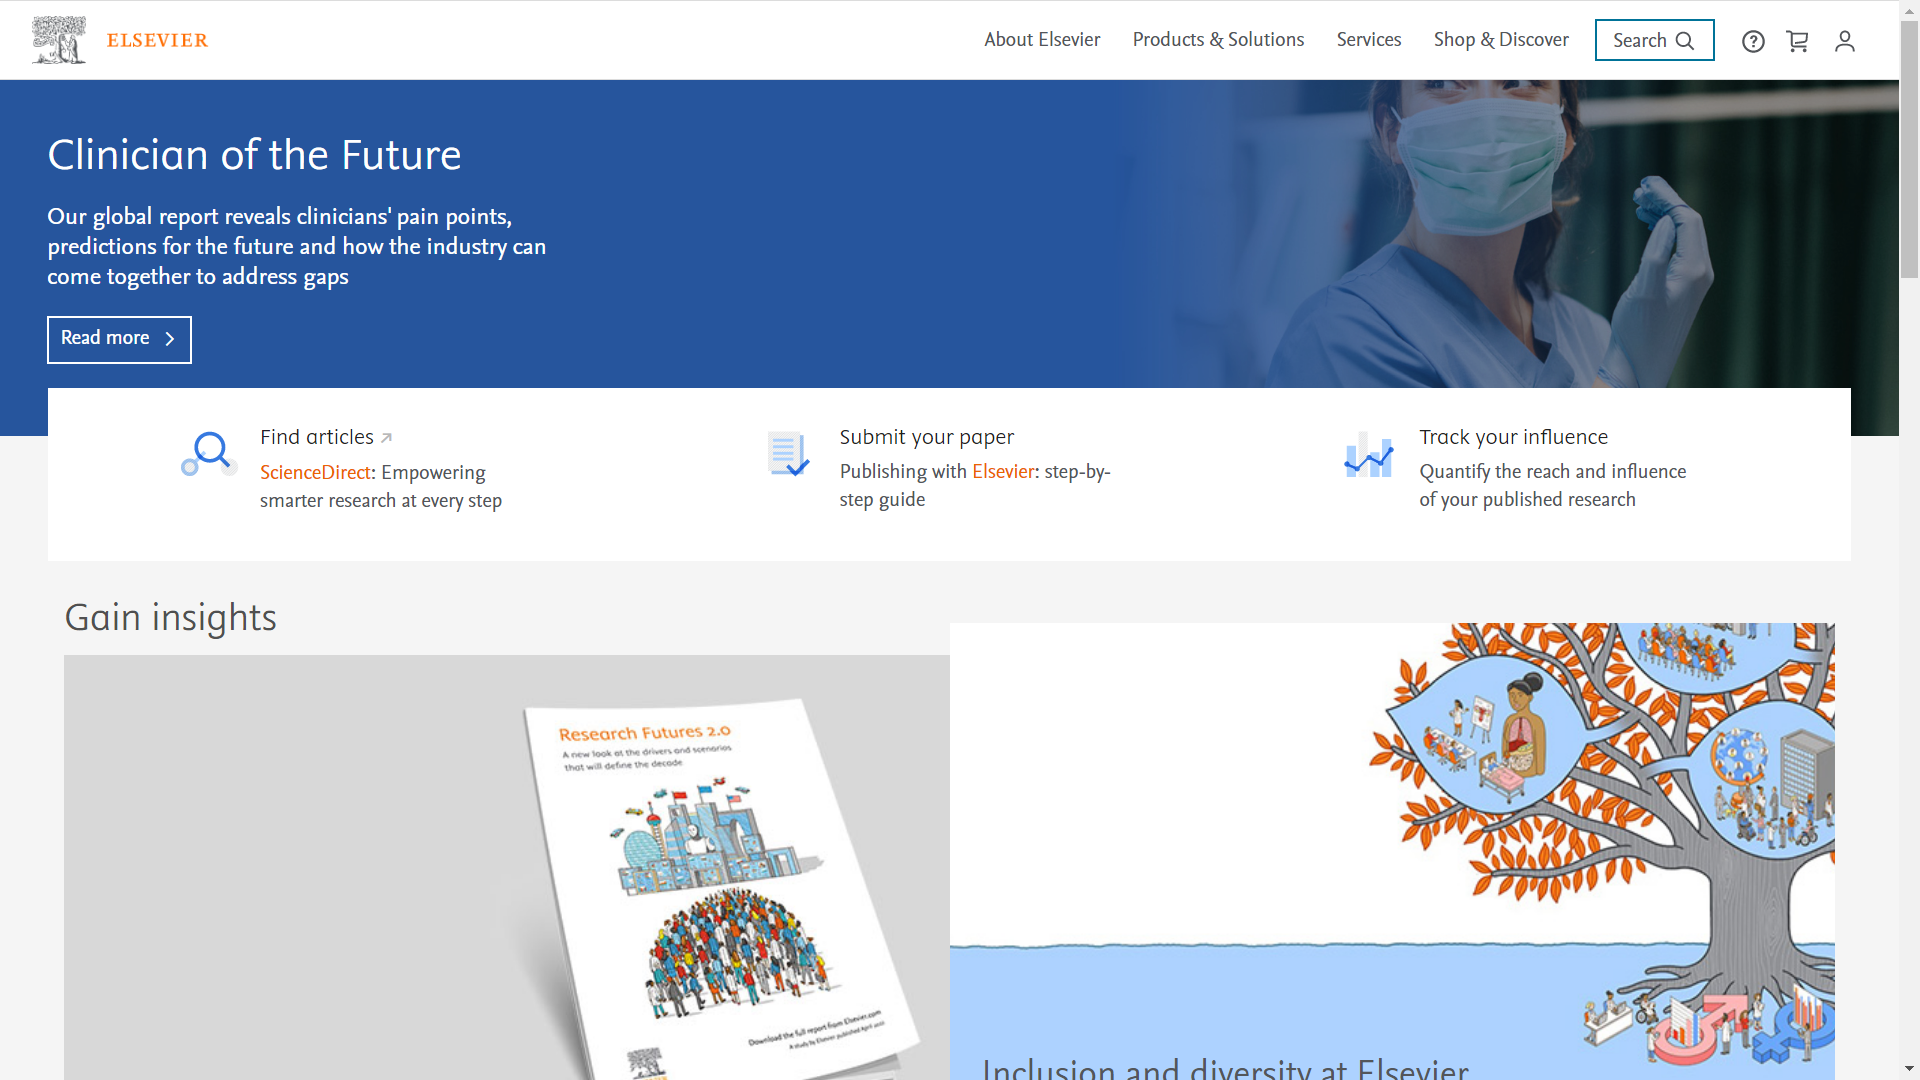 ELSEVIER
About Elsevier
Products & Solutions
Services
Shop & Discover
Search
Clinician of the Future
Our global report reveals clinicians' pain points,
predictions for the future and how the industry can
come together to address gaps
Read more
Find articles
ScienceDirect: Empowering
smarter research at every step
Submit your paper
Publishing with Elsevier: step-by-
step guide
Track your influence
Quantify the reach and influence
of your published research
Gain insights
Research Futures 2.0
A new look at the drivers and scenarios
that will define the decade
Download the full report from Elsevier.com
A study by Elsevier published April 2022
Inclusion and diversity at Elsevier